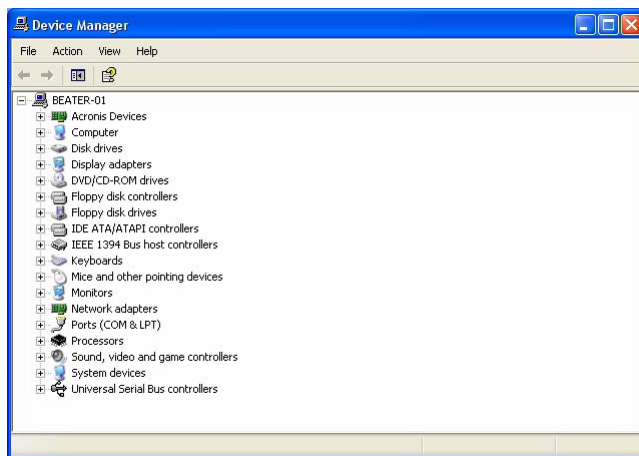 Device Manager
File Action View Help
BEATER-01
Acronis Devices
Computer
Disk drives
Display adapters
DVD/CD-ROM drives
Floppy disk controllers
Floppy disk drives
IDE ATA/ATAPI controllers
IEEE 1394 Bus host controllers
Keyboards
Mice and other pointing devices
Monitors
Network adapters
Ports (COM & LPT)
Processors
Sound, video and game controllers
System devices
Universal Serial Bus controllers